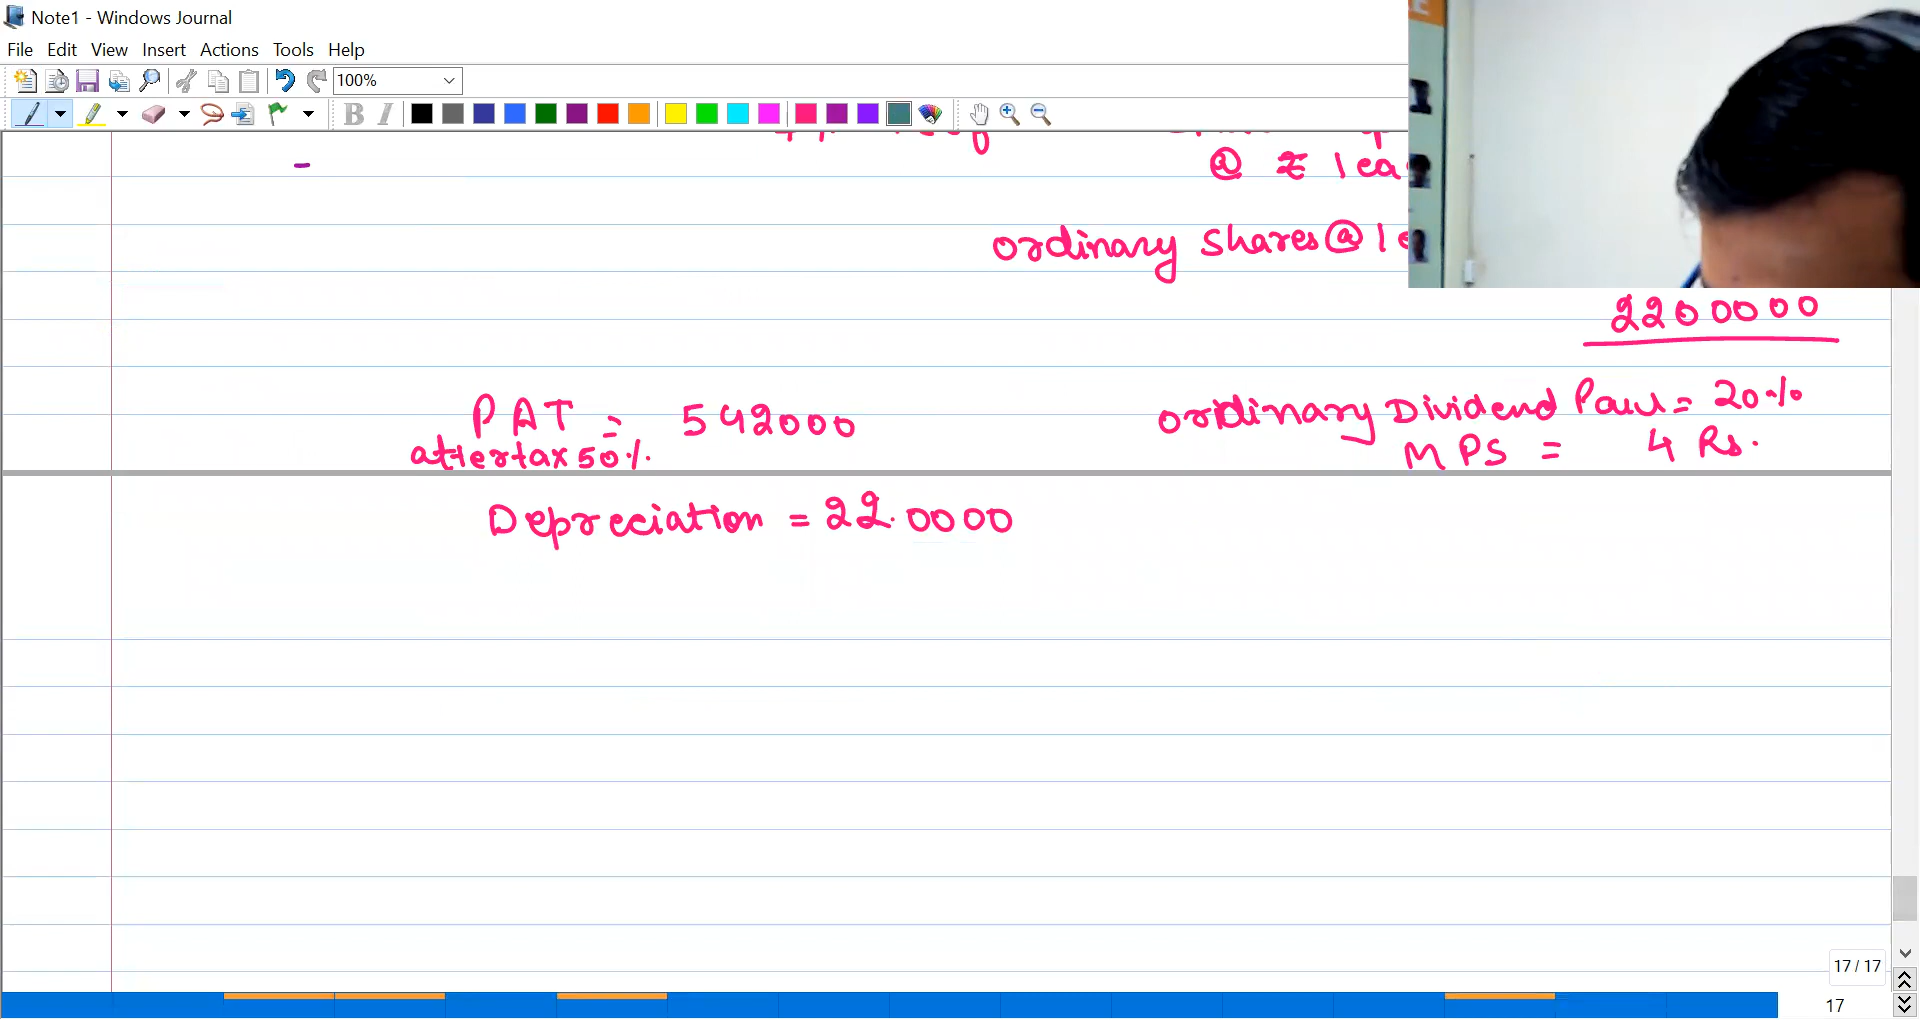 Note1 - Windows Journal
File Edit View Insert Actions Tools Help
100%
B I
@ ₹ 1 ea
ordinary Shares @ 1 e
2200000
PAT = 542000
after tax 50%
ordinary Dividend Paid = 20%
MPS = 4 Rs.
Depreciation = 22.0000
17 / 17
17